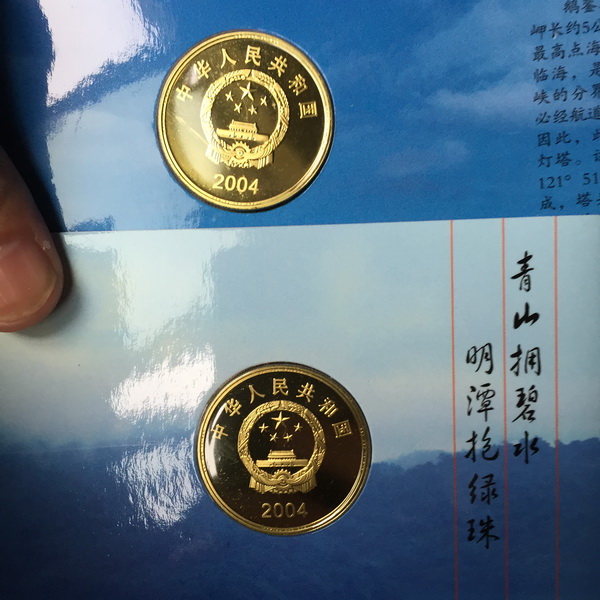 中华人民共和国
2004
鹅銮
岬长约5公
最高点海
临海，是
峡的分界
必经航道
因此，
灯塔。
121° 51
成，塔
中华人民共和国
2004
青山拥碧水
明潭抱绿珠